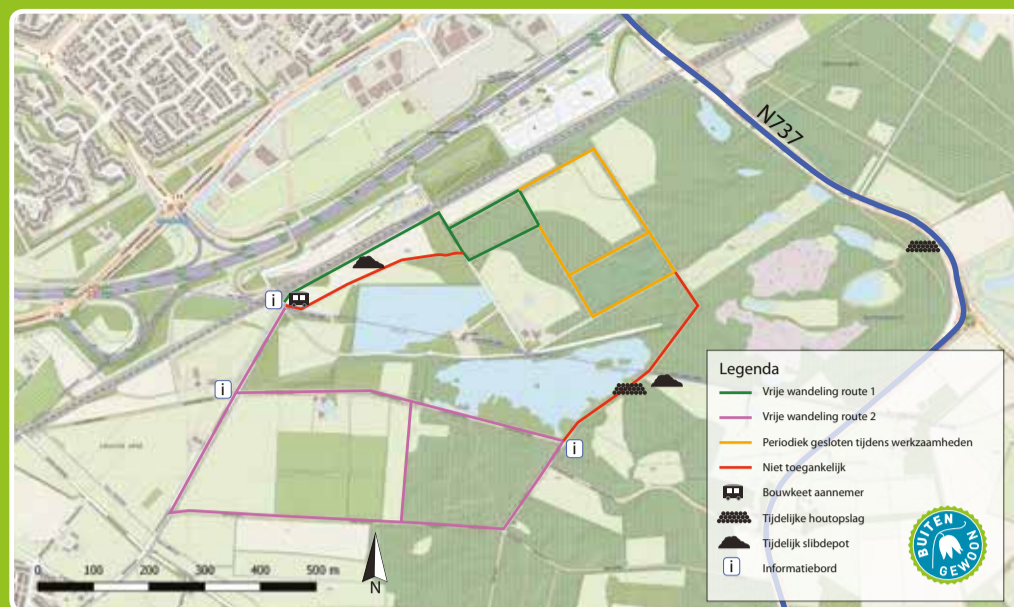 N737
i
i
i
Legenda
Vrije wandeling route 1
Vrije wandeling route 2
Periodiek gesloten tijdens werkzaamheden
Niet toegankelijk
Bouwkeet aannemer
Tijdelijke houtopslag
Tijdelijk slibdepot
i Informatiebord
0 100 200 300 400 500 m
N
BUITEN
GEWOON